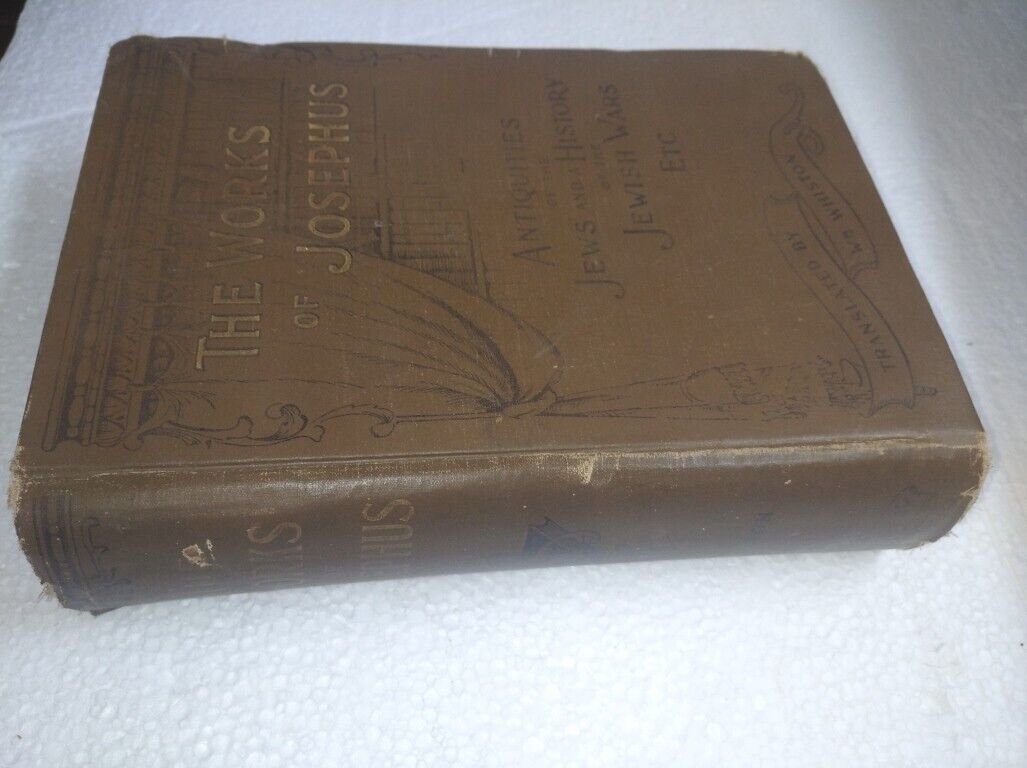 THE WORKS
OF JOSEPHUS
ANTIQUITIES
OF THE
JEWS AND A HISTORY
OF THE
JEWISH WARS
ETC
TRANSLATED BY
WM WHISTON